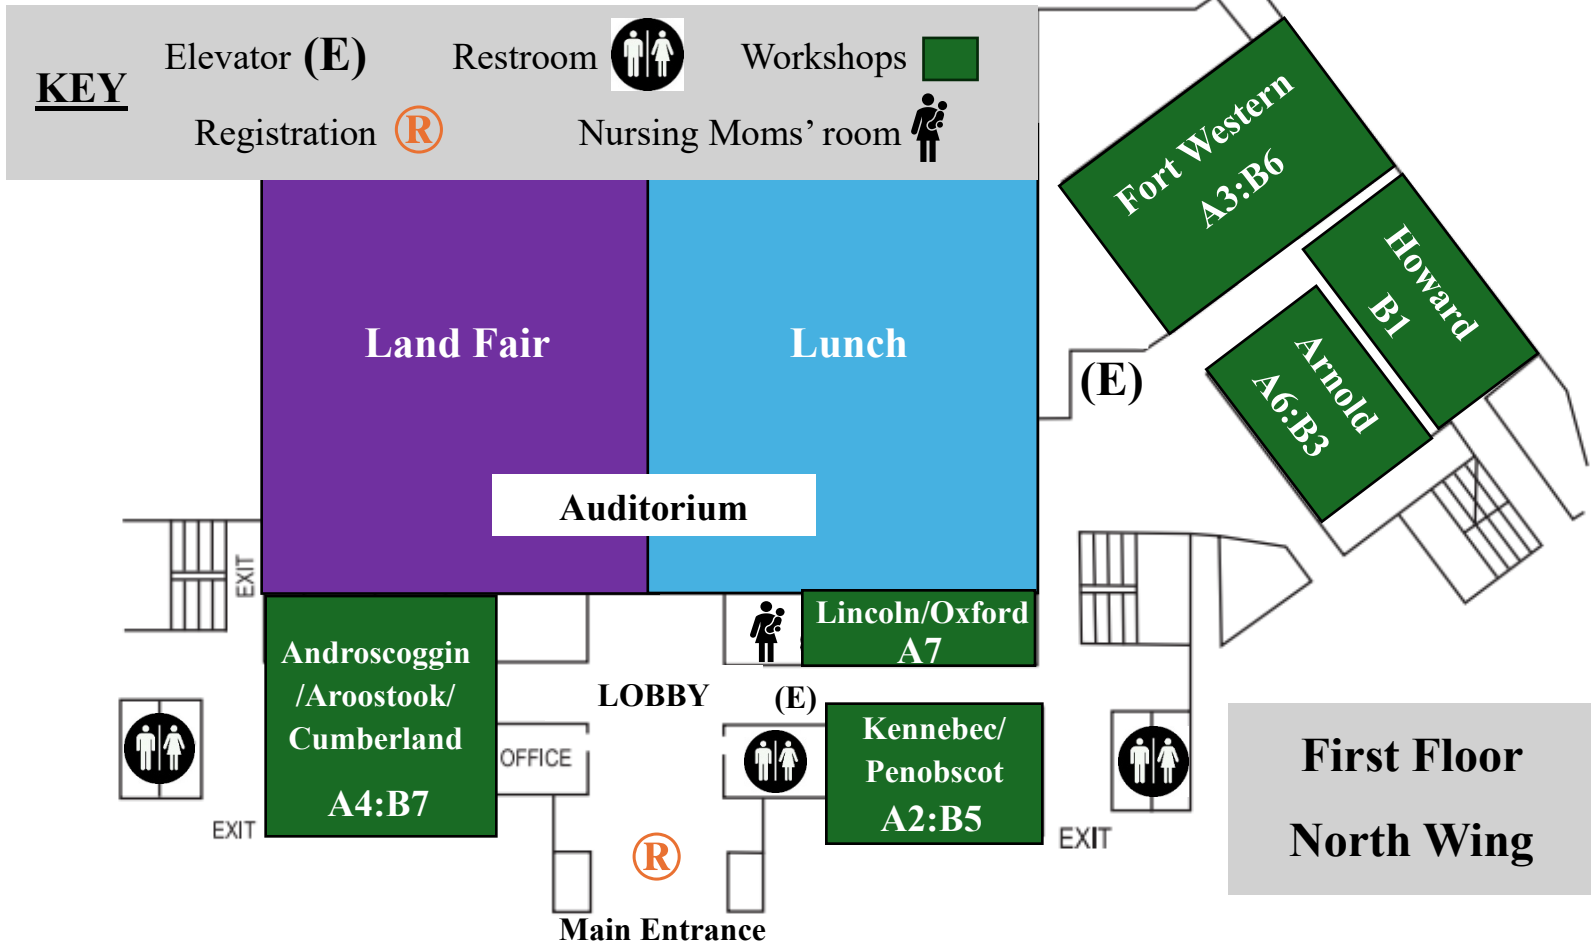 KEY
Elevator (E)
Restroom
Workshops
Registration ®
Nursing Moms' room
Fort Western
A3:B6
Howard
B1
Arnold
A6:B3
Land Fair
Lunch
(E)
Auditorium
EXIT
Lincoln/Oxford
A7
Androscoggin
/Aroostook/
Cumberland
A4:B7
LOBBY
(E)
OFFICE
Kennebec/
Penobscot
A2:B5
EXIT
EXIT
®
Main Entrance
First Floor
North Wing